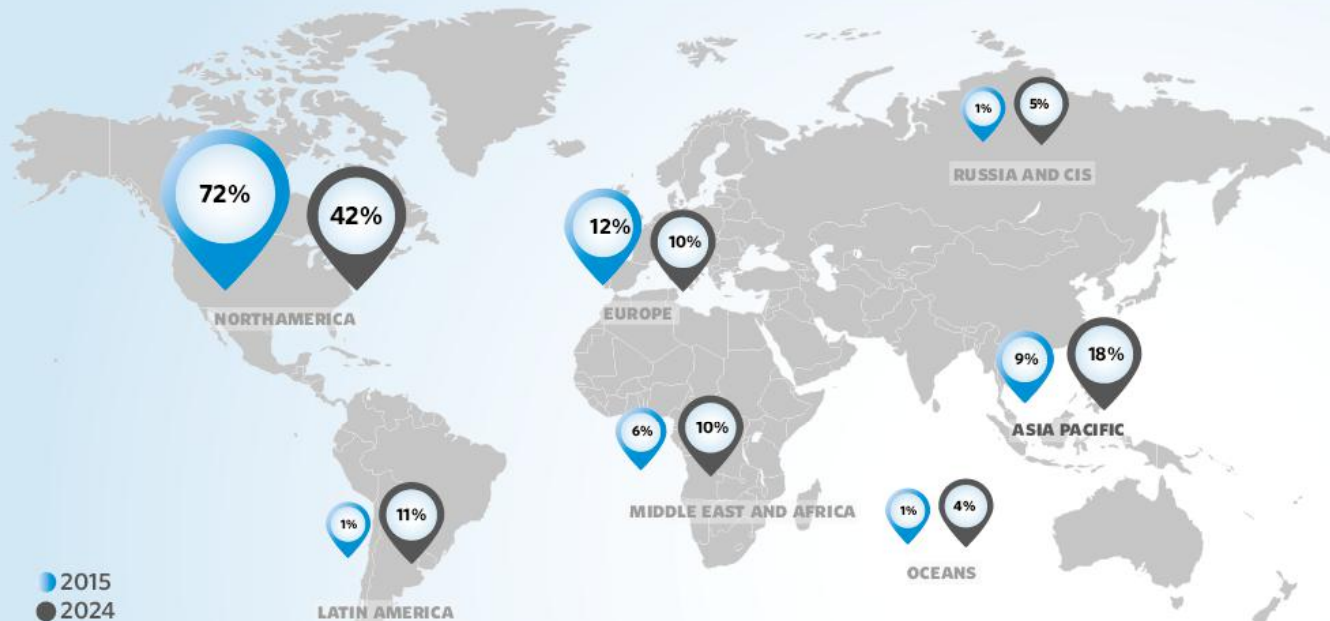 1%
5%
RUSSIA AND CIS
72%
42%
NORTHAMERICA
12%
10%
EUROPE
9%
18%
ASIA PACIFIC
6%
10%
MIDDLE EAST AND AFRICA
1%
11%
LATIN AMERICA
1%
4%
OCEANS
2015
2024